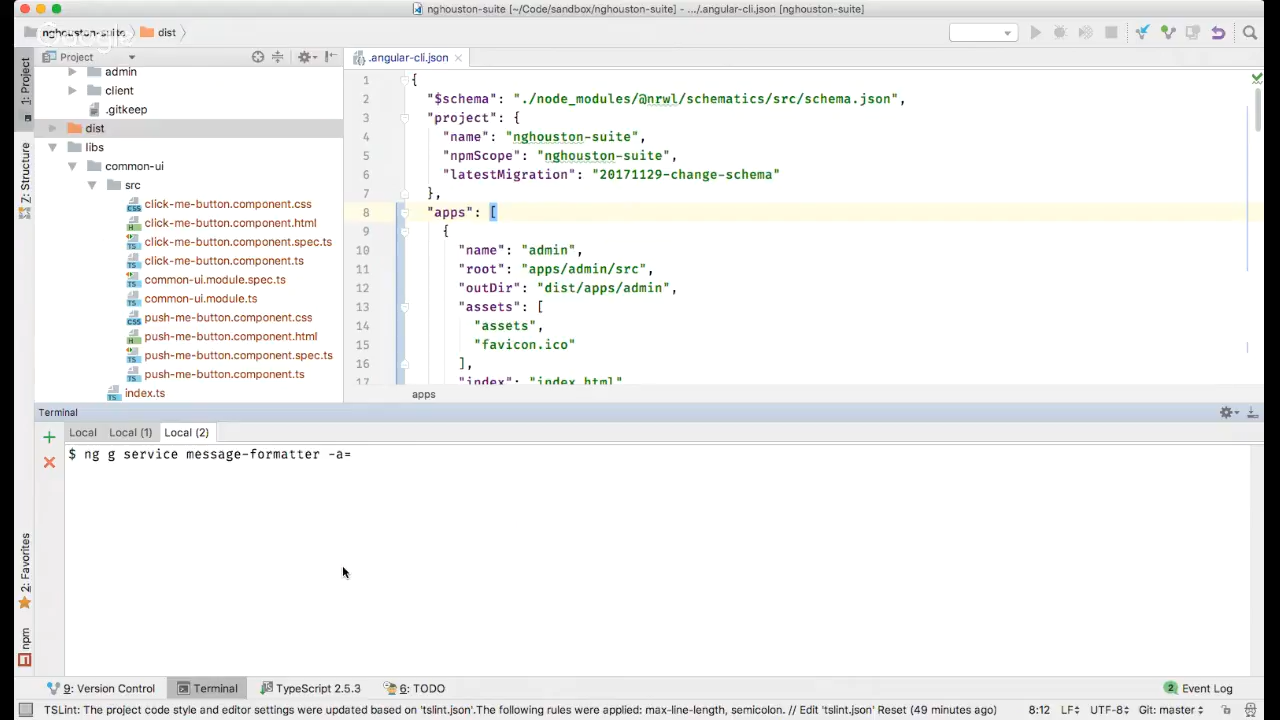 nghouston-suite [~/Code/sandbox/nghouston-suite] - .../.angular-cli.json [nghouston-suite]
nghouston-suite
dist
Google
1: Project
Project
.angular-cli.json
admin
client
.gitkeep
dist
libs
common-ui
src
click-me-button.component.css
click-me-button.component.html
click-me-button.component.spec.ts
click-me-button.component.ts
common-ui.module.spec.ts
common-ui.module.ts
push-me-button.component.css
push-me-button.component.html
push-me-button.component.spec.ts
push-me-button.component.ts
index.ts
Z: Structure
1 {
2 "$schema": "./node_modules/@nrwl/schematics/src/schema.json",
3 "project": {
4 "name": "nghouston-suite",
5 "npmScope": "nghouston-suite",
6 "latestMigration": "20171129-change-schema"
7 },
8 "apps": [
9 {
10 "name": "admin",
11 "root": "apps/admin/src",
12 "outDir": "dist/apps/admin",
13 "assets": [
14 "assets",
15 "favicon.ico"
16 ],
17 "index": "index.html"
apps
Terminal
Local
Local (1)
Local (2)
$ ng g service message-formatter -a=
2: Favorites
npm
9: Version Control
Terminal
TypeScript 2.5.3
6: TODO
2 Event Log
TSLint: The project code style and editor settings were updated based on 'tslint.json'.The following rules were applied: max-line-length, semicolon. // Edit 'tslint.json' Reset (49 minutes ago)
8:12
LF
UTF-8
Git: master